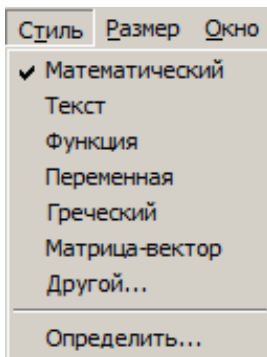 Стиль Размер Окно
Математический
Текст
Функция
Переменная
Греческий
Матрица-вектор
Другой...
Определить...